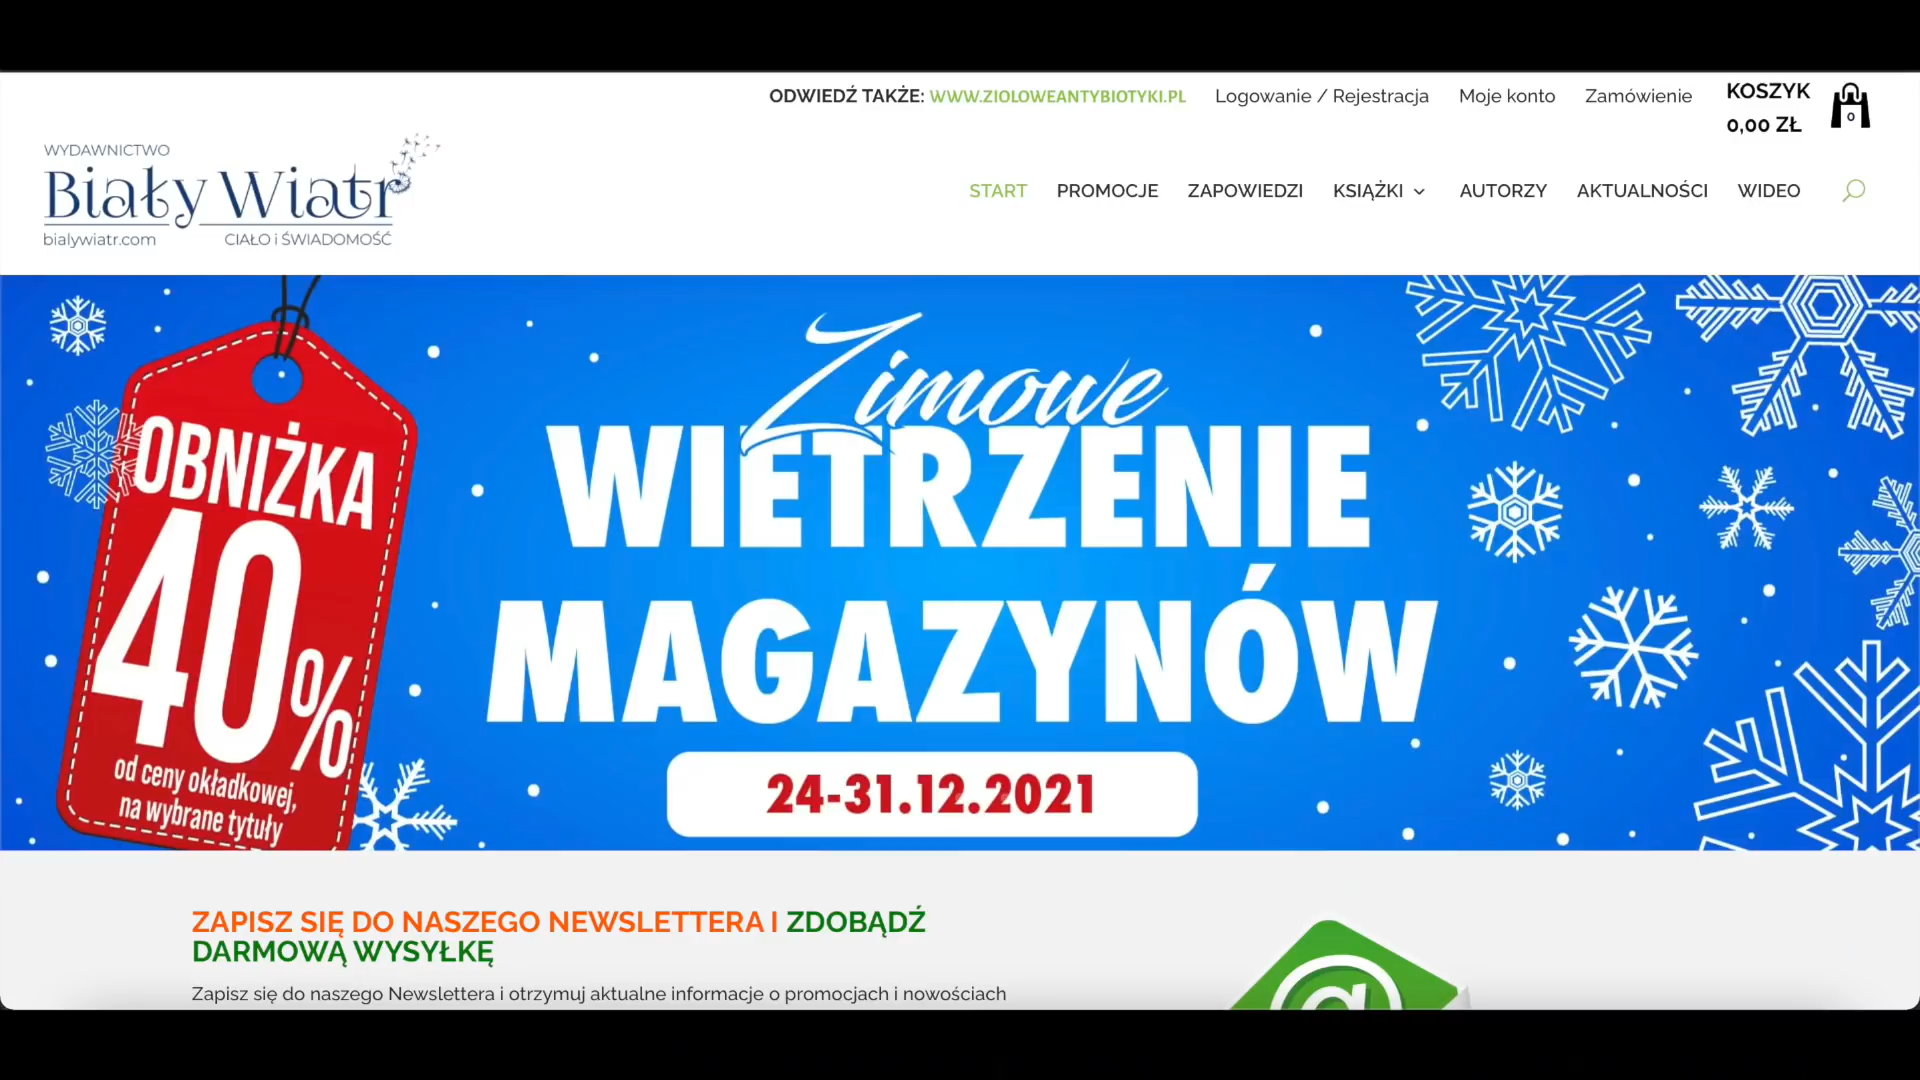 ODWIEDŹ TAKŻE: WWW.ZIOLOWEANTYBIOTYKI.PL Logowanie / Rejestracja Moje konto Zamówienie KOSZYK
0,00 ZŁ
0
WYDAWNICTWO
Biały Wiatr
bialywiatr.com CIAŁO i ŚWIADOMOŚĆ
START PROMOCJE ZAPOWIEDZI KSIĄŻKI AUTORZY AKTUALNOŚCI WIDEO
OBNIŻKA
40%
od ceny okładkowej,
na wybrane tytuły
Zimowe
WIETRZENIE
MAGAZYNÓW
24-31.12.2021
ZAPISZ SIĘ DO NASZEGO NEWSLETTERA I ZDOBĄDŹ
DARMOWĄ WYSYŁKĘ
Zapisz się do naszego Newslettera i otrzymuj aktualne informacje o promocjach i nowościach
@